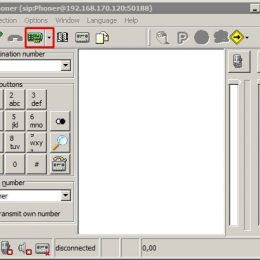 honer [sip:Phoner@192.168.170.120:50188]
ection Options Window Language Help
ination number
buttons
2 3
abc def
5 6
jkl mno
8 9
tuv wxy
0 #
number
ner
ransmit own number
disconnected 0,00